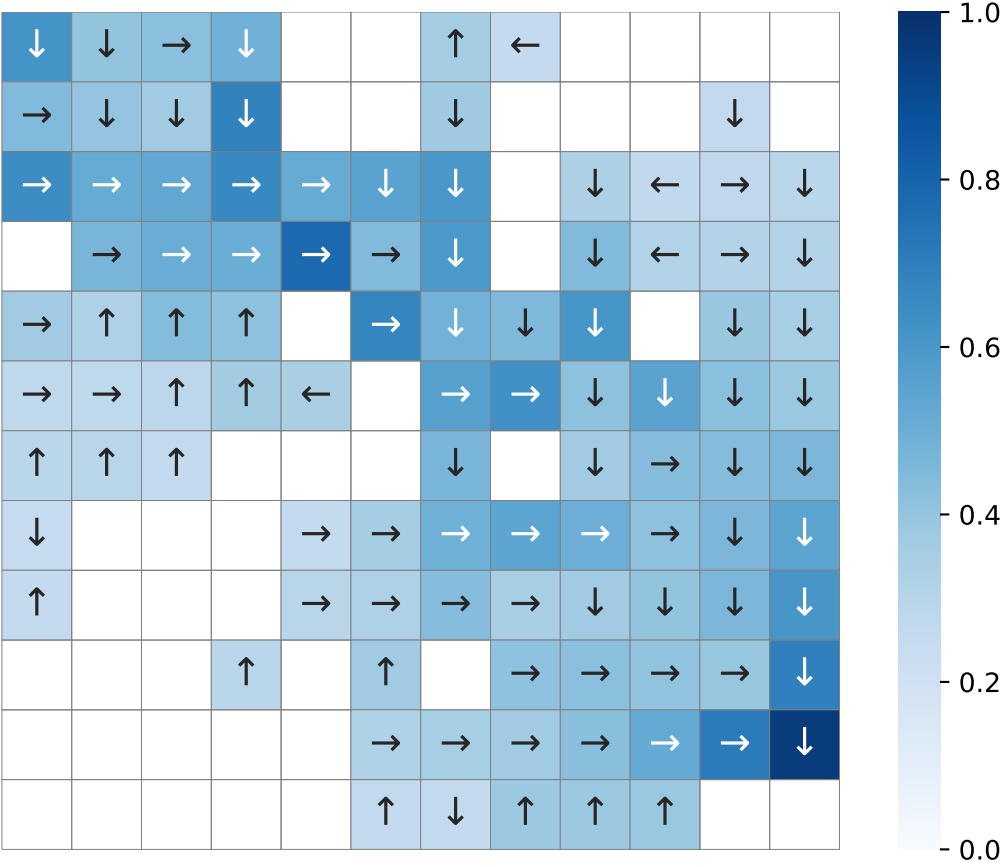 ↓ ↓ → ↓ ↑ ← 1.0
→ ↓ ↓ ↓ ↓ ↓
→ → → → → ↓ ↓ ↓ ← → ↓ 0.8
→ → → → → ↓ ↓ ← → ↓
→ ↑ ↑ ↑ → ↓ ↓ ↓ ↓ ↓ 0.6
→ → ↑ ↑ ← → → ↓ ↓ ↓ ↓
↑ ↑ ↑ ↓ ↓ → ↓ ↓
↓ → → → → → → ↓ ↓ 0.4
↑ → → → → ↓ ↓ ↓ ↓
↑ ↑ → → → → ↓ 0.2
→ → → → → → ↓
↑ ↓ ↑ ↑ ↑ 0.0